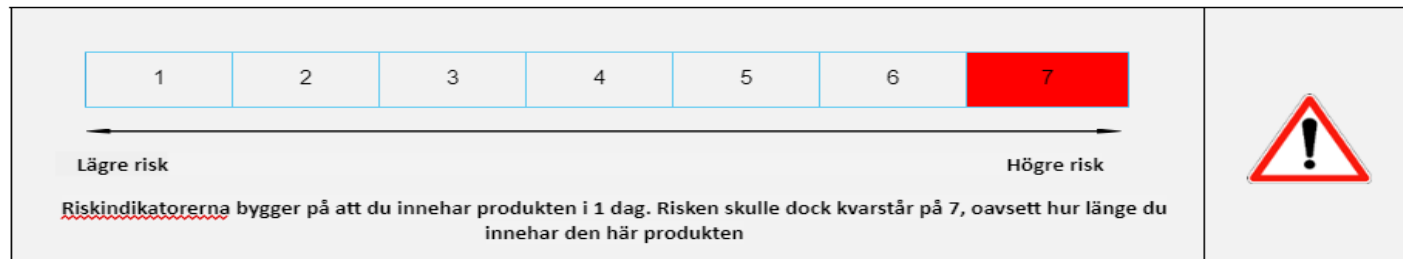 1 2 3 4 5 6 7
Lägre risk Högre risk
Riskindikatorerna bygger på att du innehar produkten i 1 dag. Risken skulle dock kvarstår på 7, oavsett hur länge du
innehar den här produkten